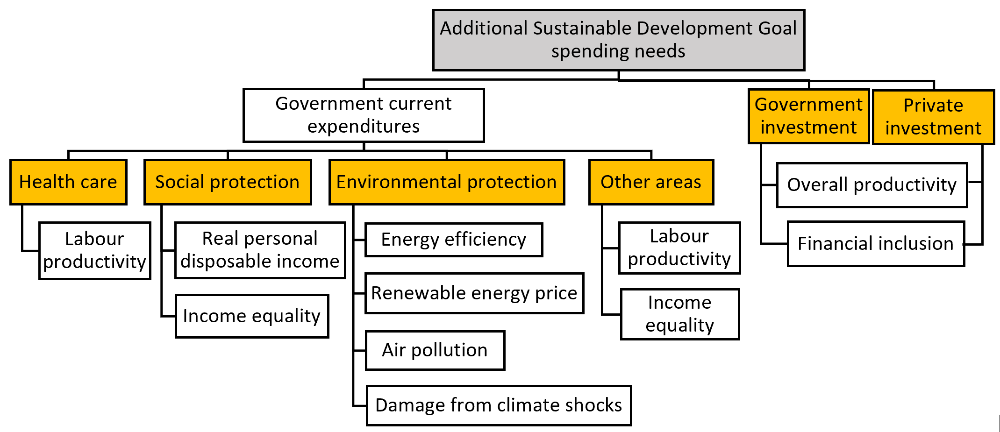 Additional Sustainable Development Goal
spending needs
Government current
expenditures
Government
investment
Private
investment
Health care
Social protection
Environmental protection
Other areas
Overall productivity
Financial inclusion
Labour
productivity
Real personal
disposable income
Income equality
Energy efficiency
Renewable energy price
Air pollution
Damage from climate shocks
Labour
productivity
Income
equality